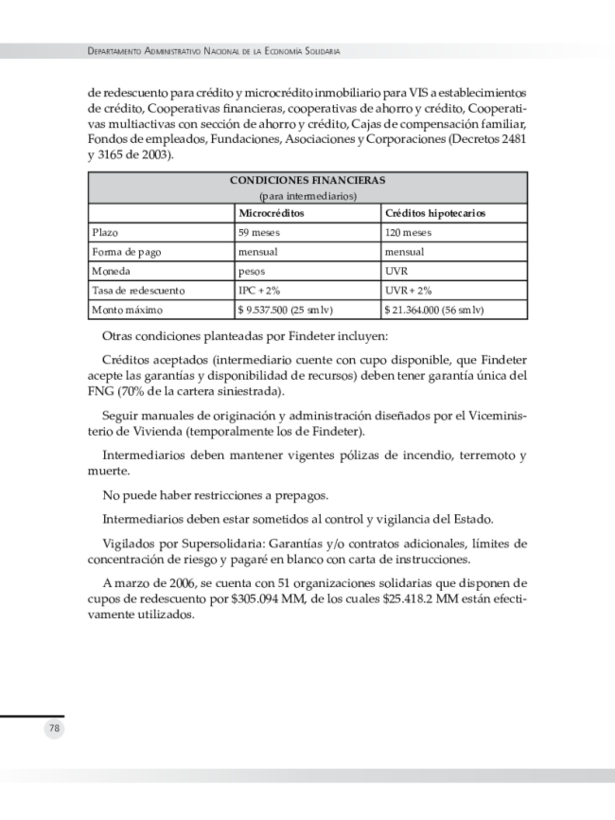 DEPARTAMENTO ADMINISTRATIVO NACIONAL DE LA ECONOMÍA SOLIDARIA
de redescuento para crédito y microcrédito inmobiliario para VIS a establecimientos
de crédito, Cooperativas financieras, cooperativas de ahorro y crédito, Cooperati-
vas multiactivas con sección de ahorro y crédito, Cajas de compensación familiar,
Fondos de empleados, Fundaciones, Asociaciones y Corporaciones (Decretos 2481
y 3165 de 2003).
CONDICIONES FINANCIERAS
(para intermediarios)
Microcréditos Créditos hipotecarios
Plazo 59 meses 120 meses
Forma de pago mensual mensual
Moneda pesos UVR
Tasa de redescuento IPC + 2% UVR + 2%
Monto máximo $ 9.537.500 (25 smlv) $ 21.364.000 (56 smlv)
Otras condiciones planteadas por Findeter incluyen:
Créditos aceptados (intermediario cuente con cupo disponible, que Findeter
acepte las garantías y disponibilidad de recursos) deben tener garantía única del
FNG (70% de la cartera siniestrada).
Seguir manuales de originación y administración diseñados por el Viceminis-
terio de Vivienda (temporalmente los de Findeter).
Intermediarios deben mantener vigentes pólizas de incendio, terremoto y
muerte.
No puede haber restricciones a prepagos.
Intermediarios deben estar sometidos al control y vigilancia del Estado.
Vigilados por Supersolidaria: Garantías y/o contratos adicionales, límites de
concentración de riesgo y pagaré en blanco con carta de instrucciones.
A marzo de 2006, se cuenta con 51 organizaciones solidarias que disponen de
cupos de redescuento por $305.094 MM, de los cuales $25.418.2 MM están efecti-
vamente utilizados.
78